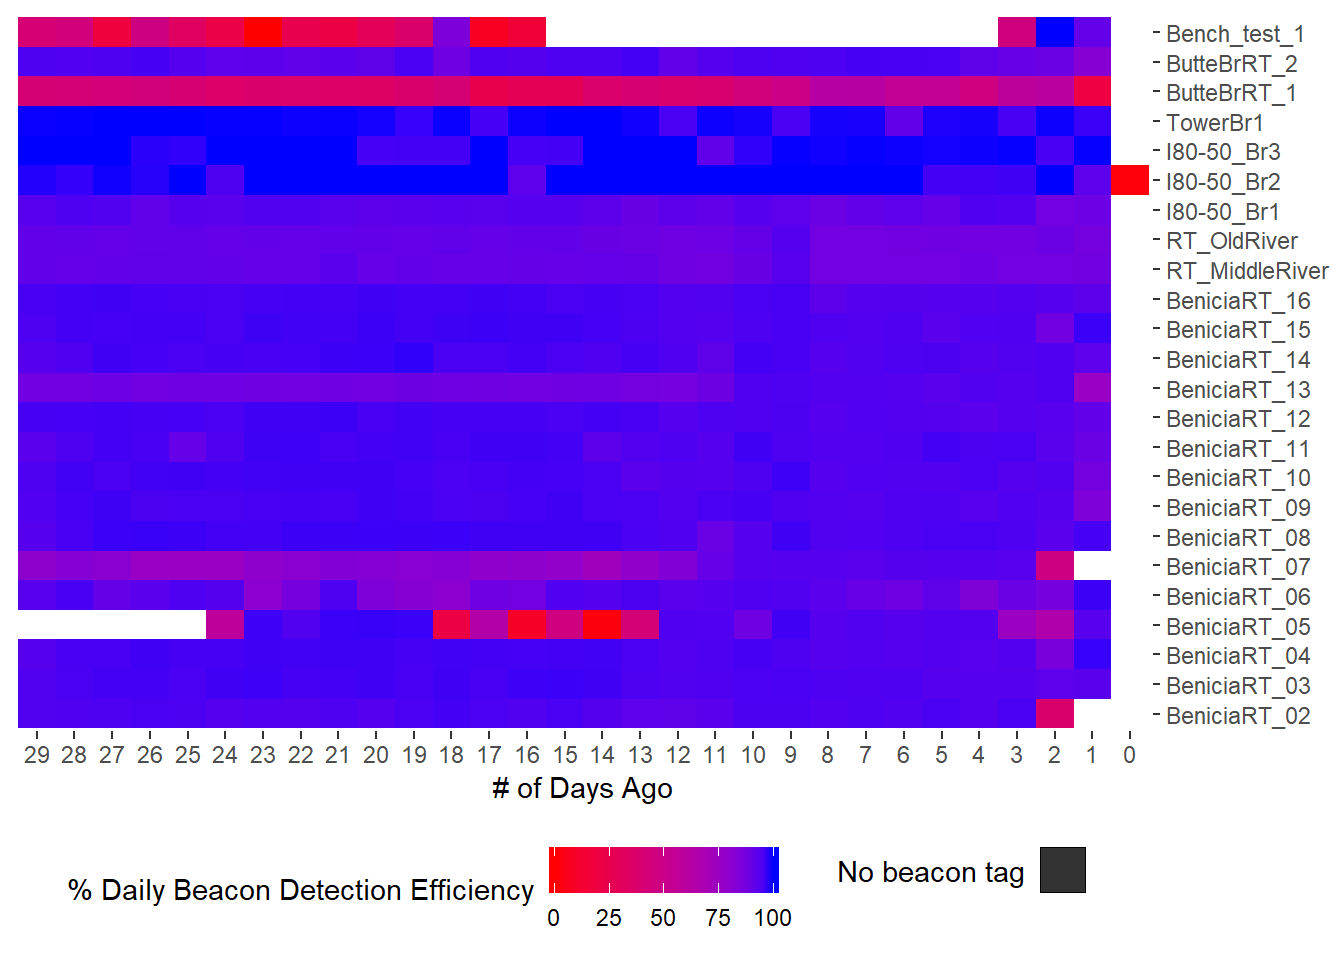 Bench_test_1
ButteBrRT_2
ButteBrRT_1
TowerBr1
I80-50_Br3
I80-50_Br2
I80-50_Br1
RT_OldRiver
RT_MiddleRiver
BeniciaRT_16
BeniciaRT_15
BeniciaRT_14
BeniciaRT_13
BeniciaRT_12
BeniciaRT_11
BeniciaRT_10
BeniciaRT_09
BeniciaRT_08
BeniciaRT_07
BeniciaRT_06
BeniciaRT_05
BeniciaRT_04
BeniciaRT_03
BeniciaRT_02
29 28 27 26 25 24 23 22 21 20 19 18 17 16 15 14 13 12 11 10 9 8 7 6 5 4 3 2 1 0
# of Days Ago
% Daily Beacon Detection Efficiency
0 25 50 75 100
No beacon tag